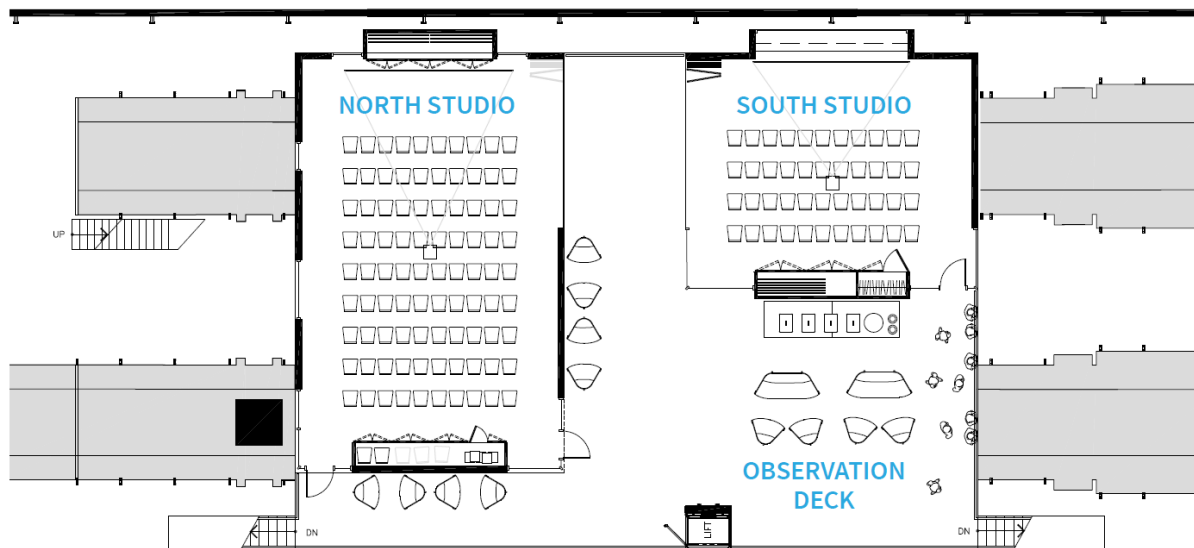 NORTH STUDIO
SOUTH STUDIO
UP
OBSERVATION
DECK
LIFT
DN
DN